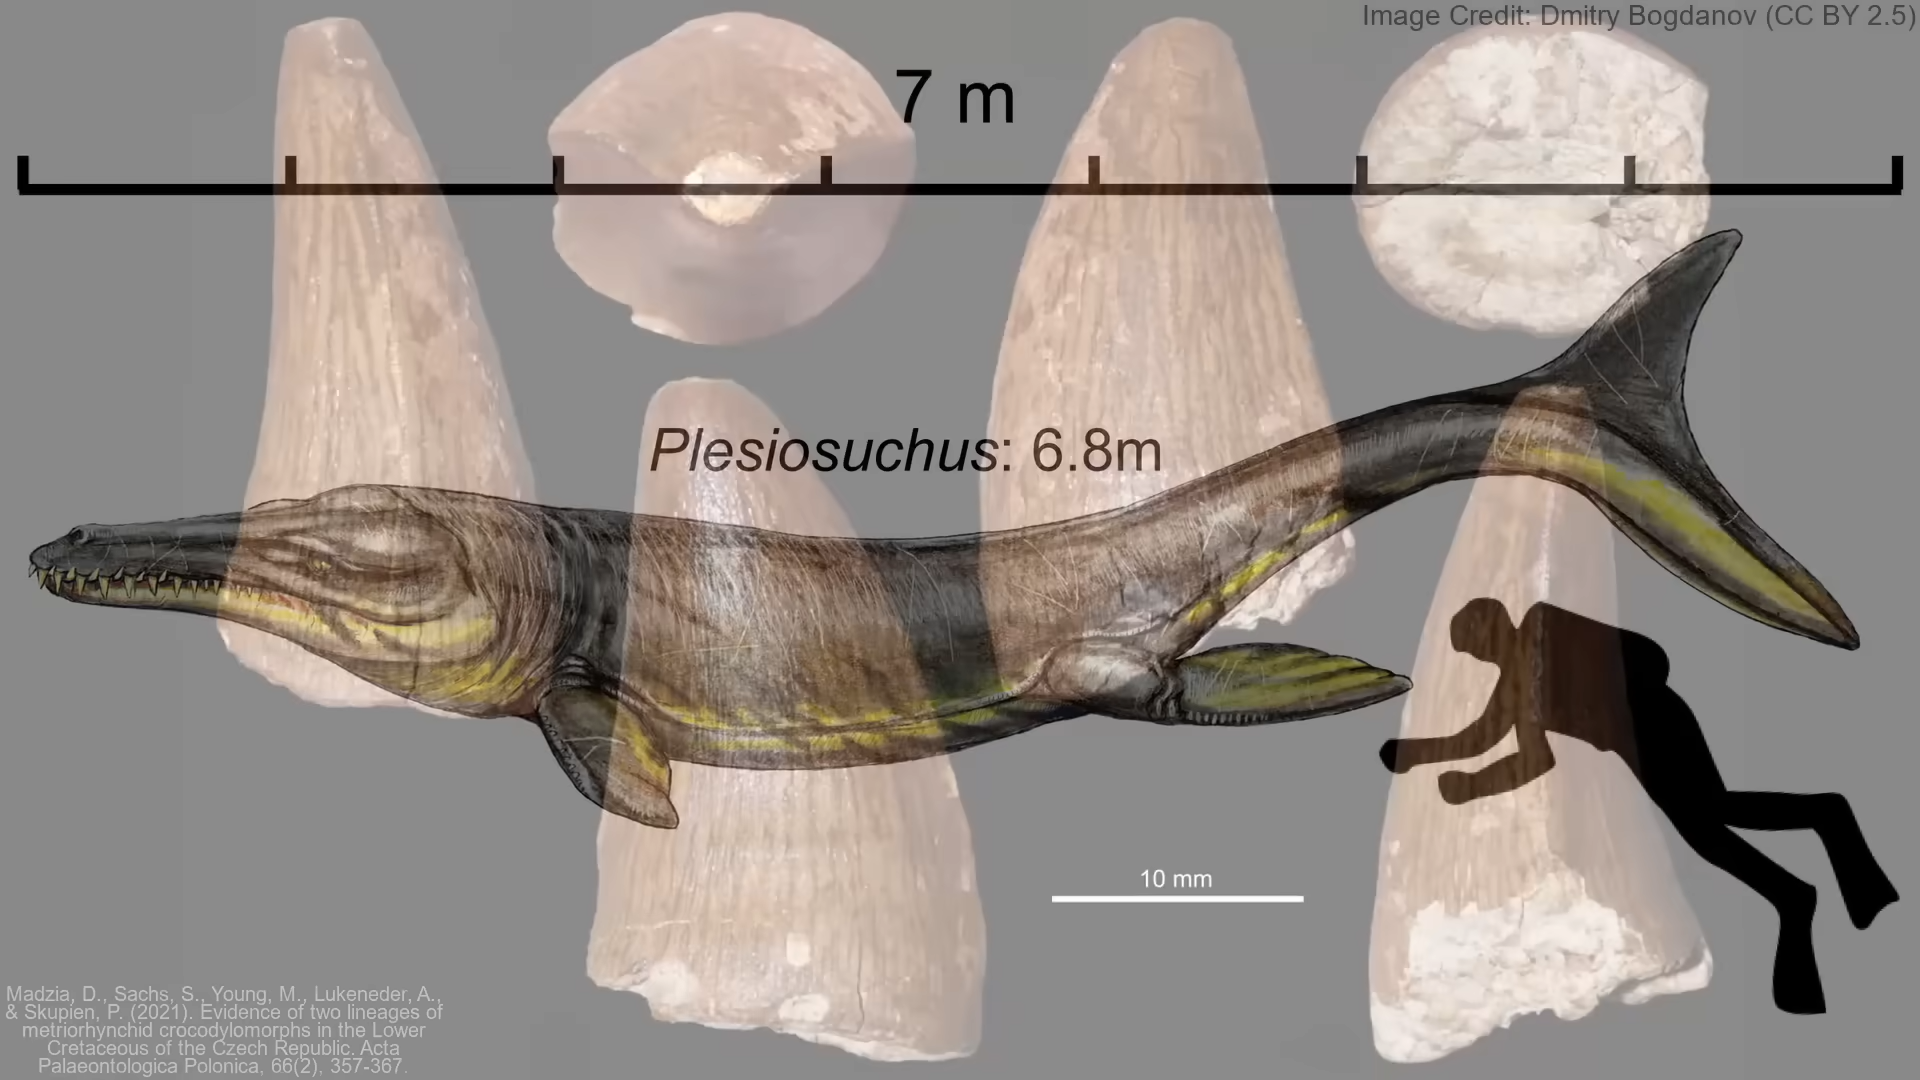 Image Credit: Dmitry Bogdanov (CC BY 2.5)
7 m
Plesiosuchus: 6.8m
10 mm
Madzia, D., Sachs, S., Young, M., Lukeneder, A.,
& Skupien, P. (2021). Evidence of two lineages of
metriorhynchid crocodylomorphs in the Lower
Cretaceous of the Czech Republic. Acta
Palaeontologica Polonica, 66(2), 357-367.